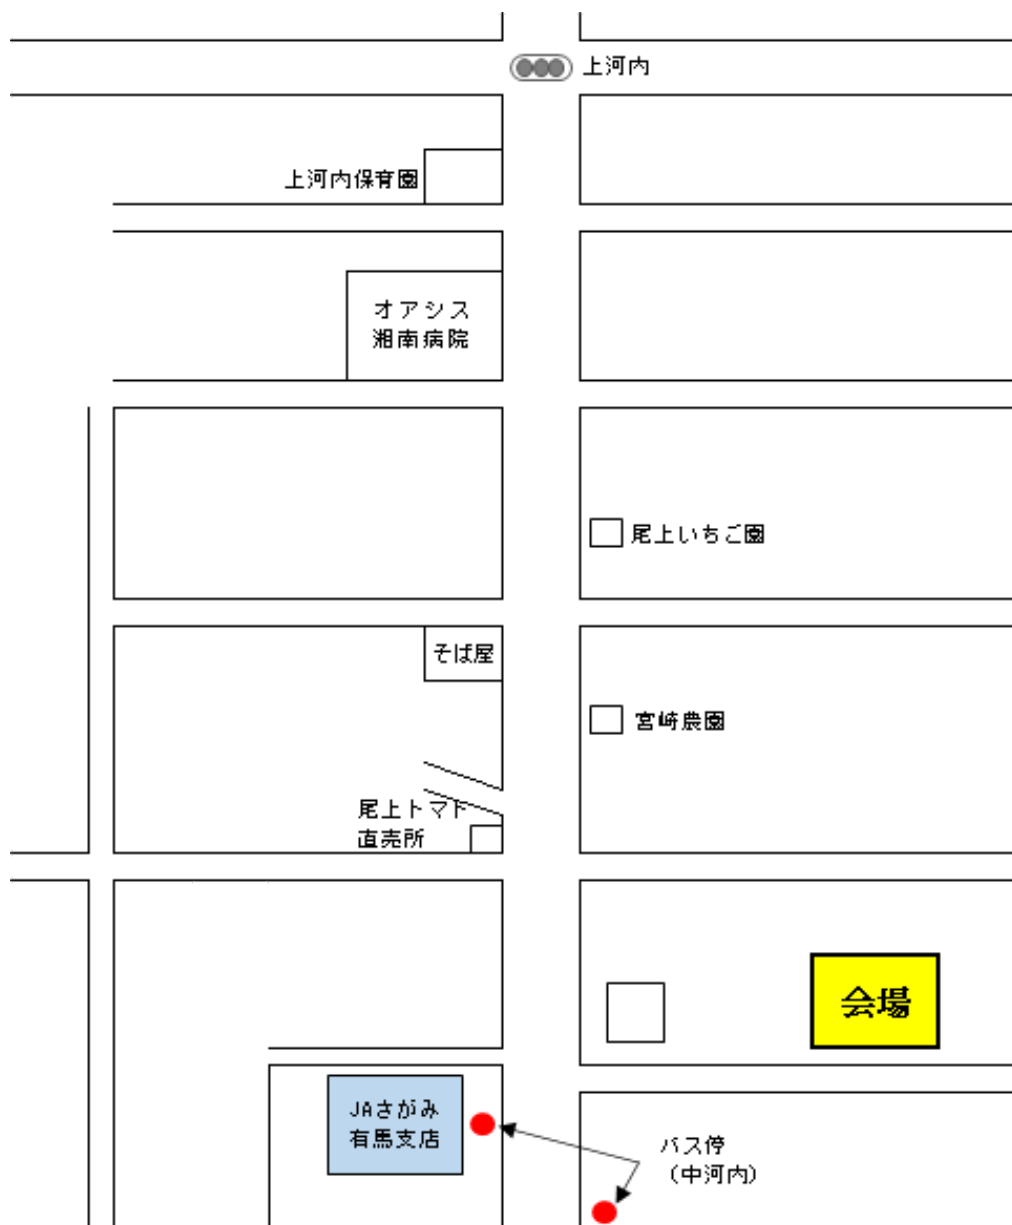 上河内
上河内保育園
オアシス
湘南病院
尾上いちご園
そば屋
宮崎農園
尾上トマト
直売所
会場
JAさがみ
有馬支店
バス停
（中河内）